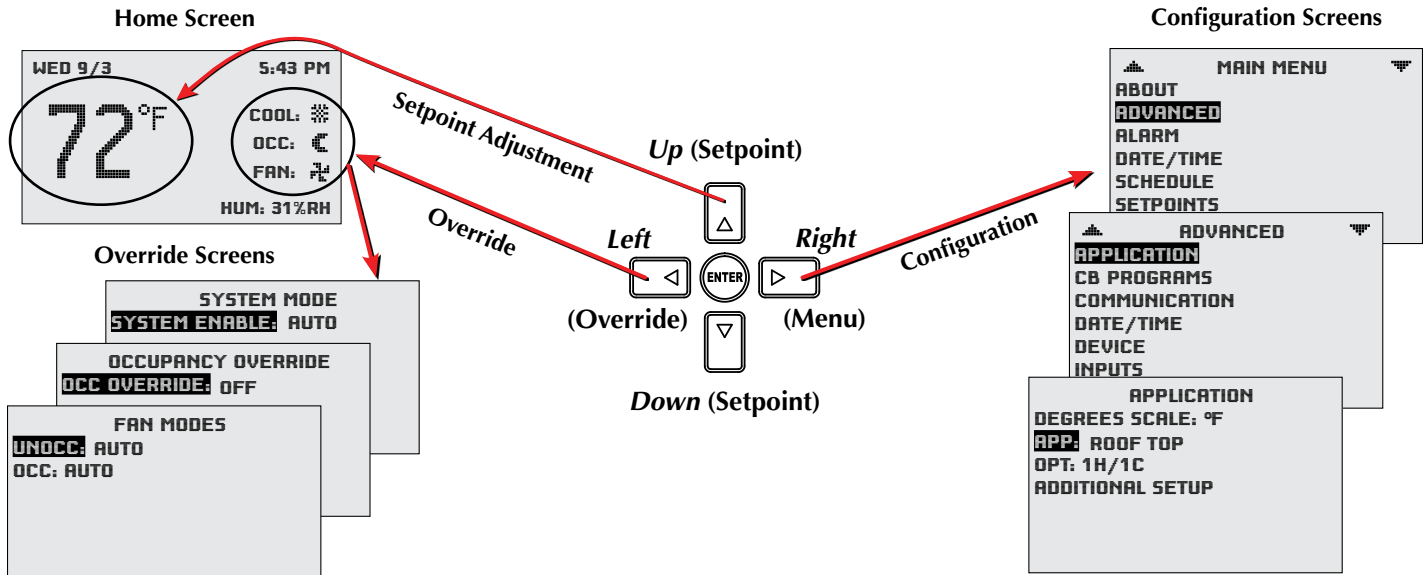 Home Screen
WED 9/3 5:43 PM
72°F
COOL:
OCC:
FAN:
HUM: 31%RH
Override Screens
SYSTEM MODE
SYSTEM ENABLE: AUTO
OCCUPANCY OVERRIDE
OCC OVERRIDE: OFF
FAN MODES
UNOCC: AUTO
OCC: AUTO
Setpoint Adjustment
Override
Up (Setpoint)
Left
Right
ENTER
(Override)
(Menu)
Down (Setpoint)
Configuration
Configuration Screens
MAIN MENU
ABOUT
ADVANCED
ALARM
DATE/TIME
SCHEDULE
SETPOINTS
ADVANCED
APPLICATION
CB PROGRAMS
COMMUNICATION
DATE/TIME
DEVICE
INPUTS
APPLICATION
DEGREES SCALE: °F
APP: ROOF TOP
OPT: 1H/1C
ADDITIONAL SETUP